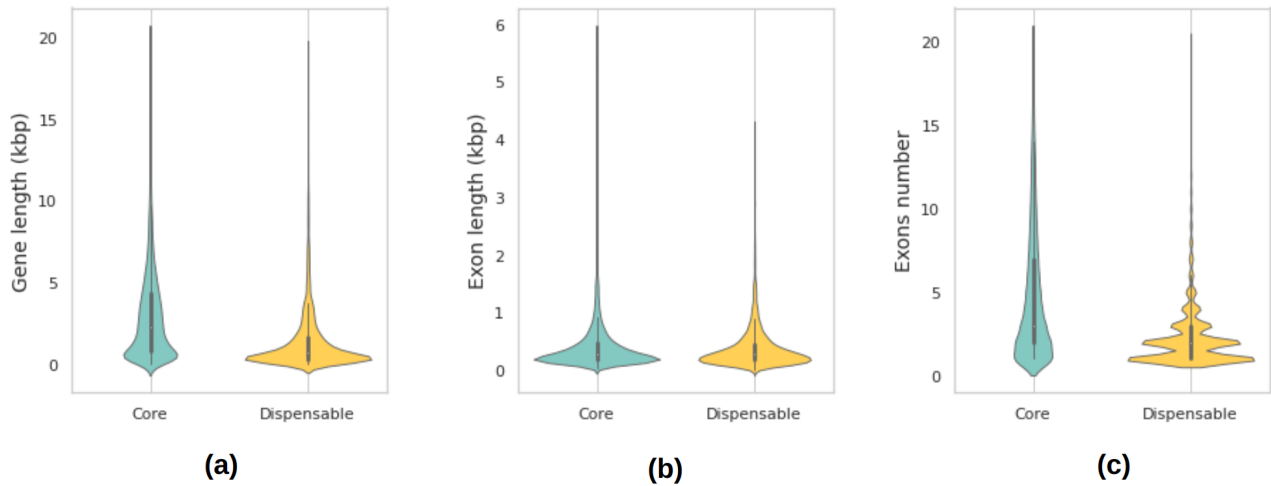 Gene length (kbp)
20
15
10
5
0
Core Dispensable
(a)
Exon length (kbp)
6
5
4
3
2
1
0
Core Dispensable
(b)
Exons number
20
15
10
5
0
Core Dispensable
(c)